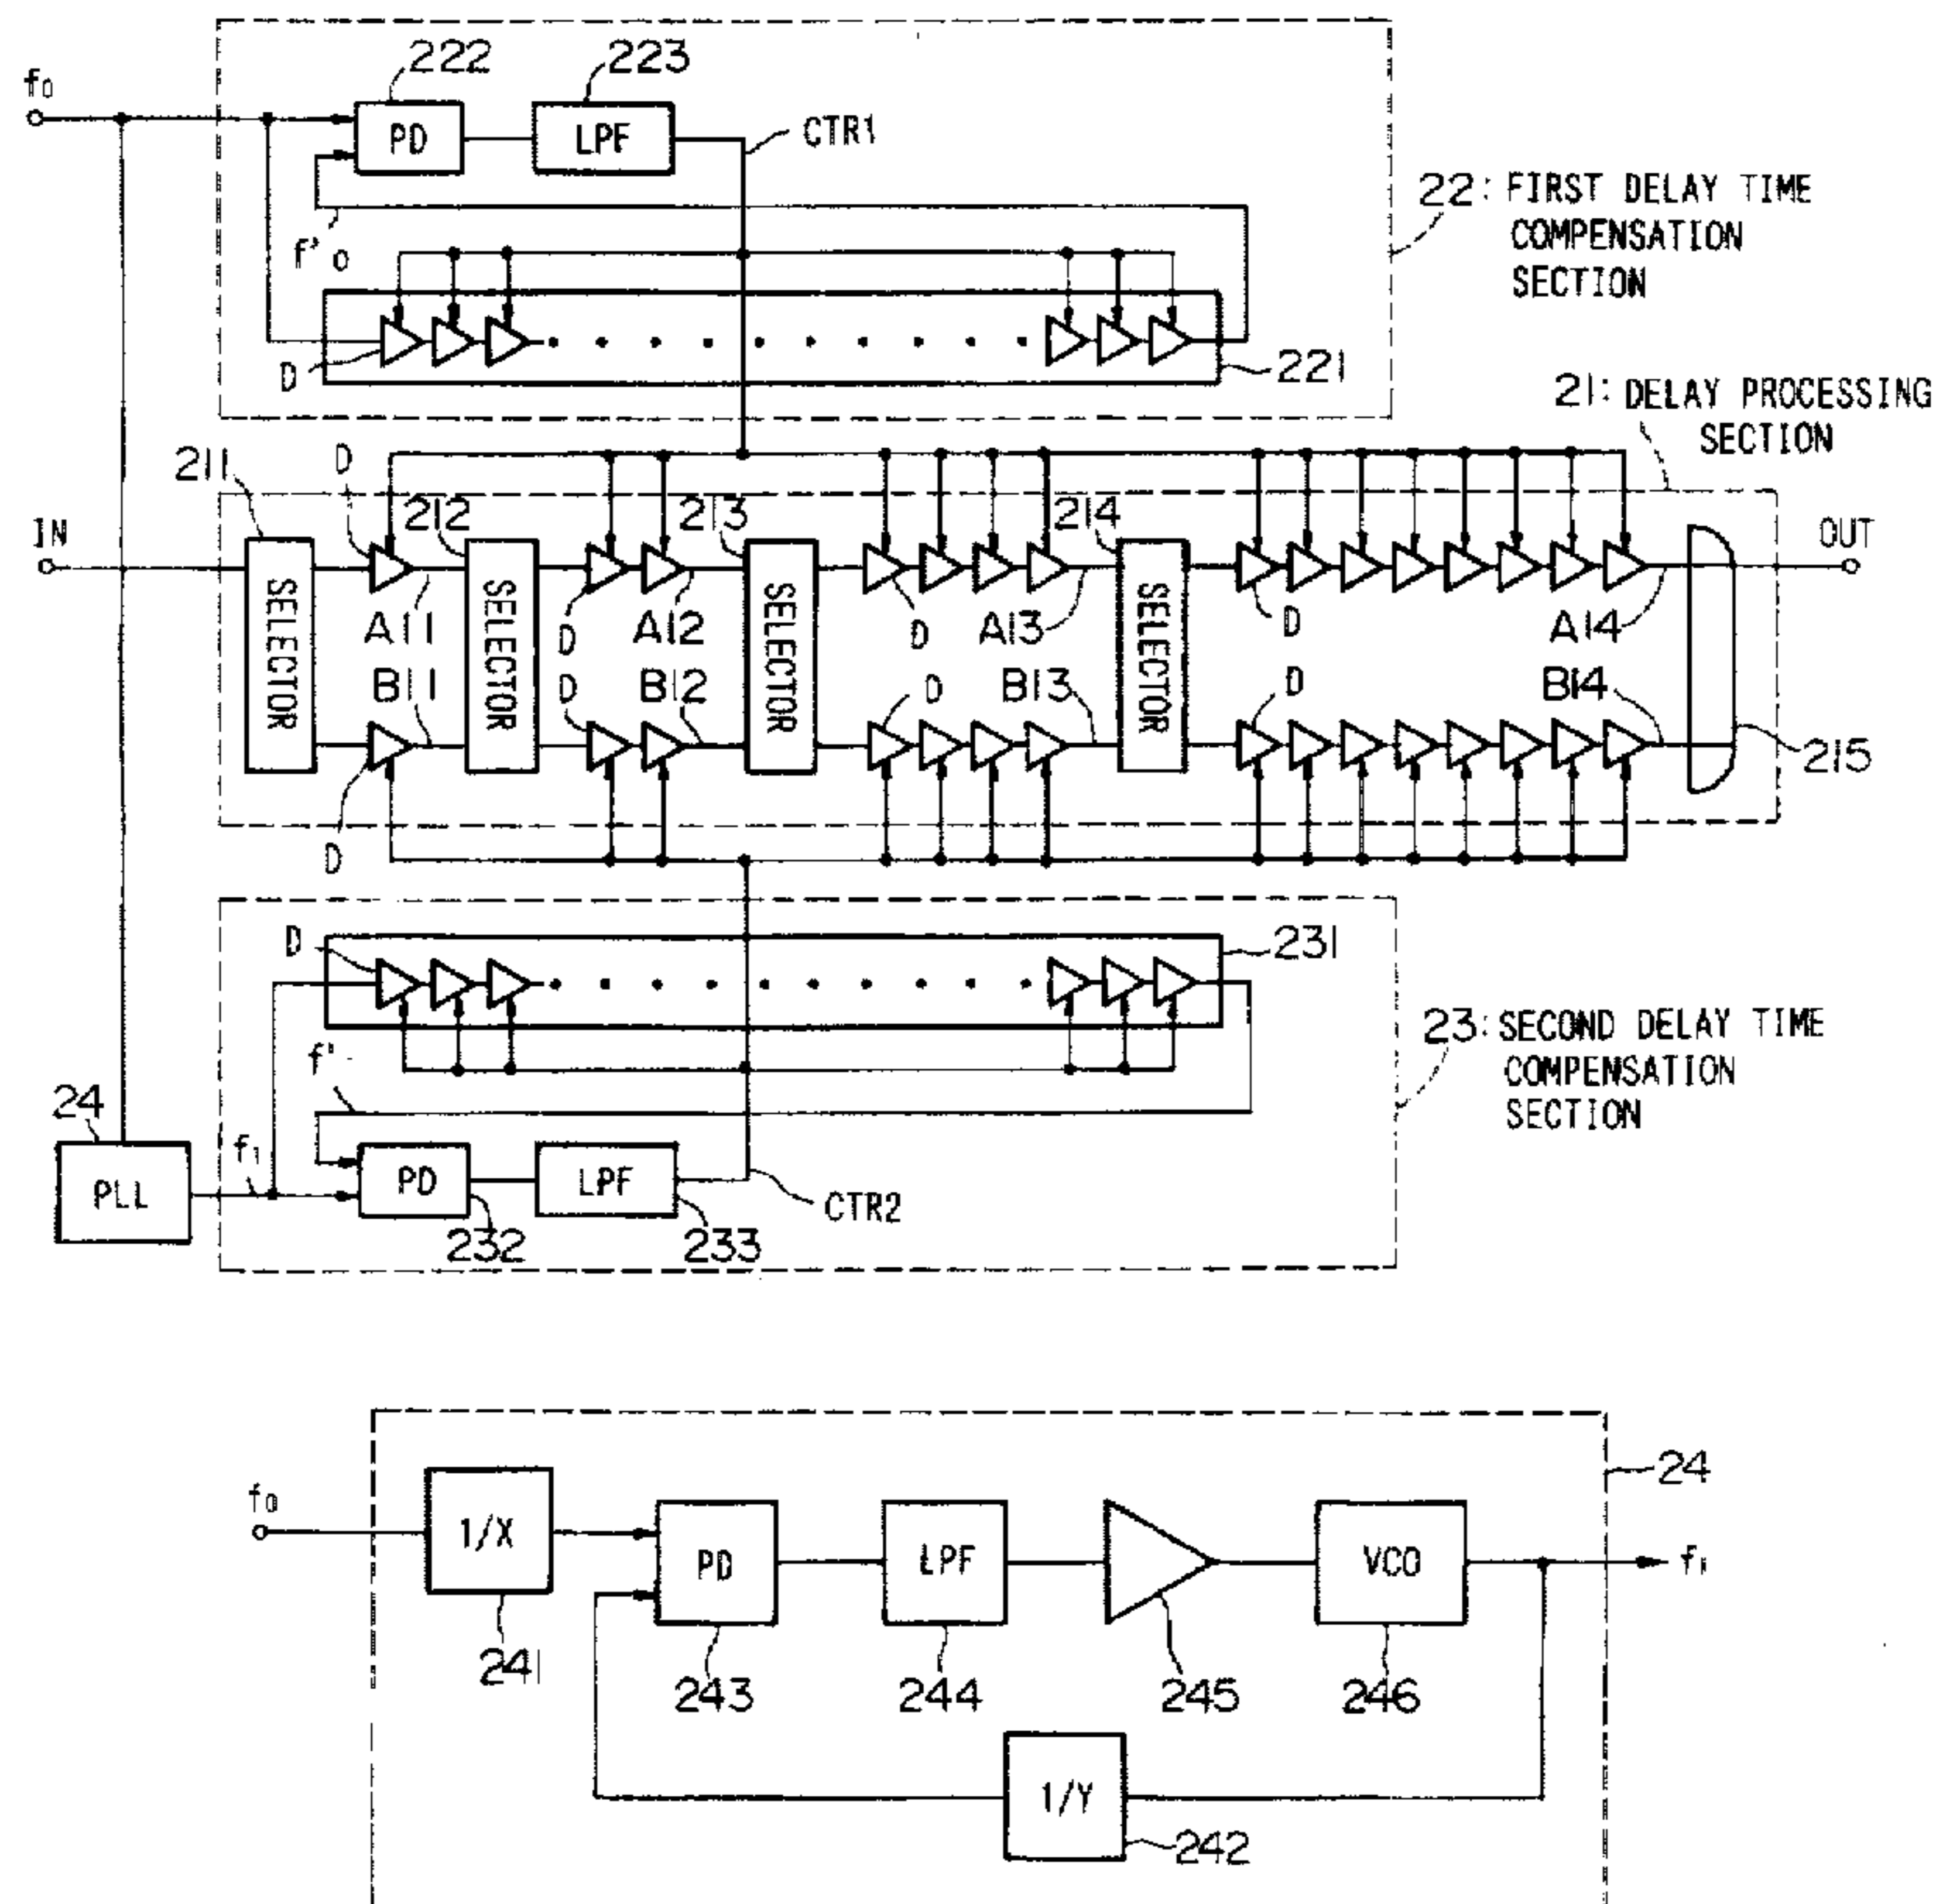 222
223
f0
PD
LPF
CTR1
22: FIRST DELAY TIME
COMPENSATION
SECTION
f'0
D
221
21: DELAY PROCESSING
SECTION
211
D
212
213
214
IN
OUT
SELECTOR
SELECTOR
SELECTOR
SELECTOR
D
D
D
A11
A12
A13
A14
B11
B12
B13
B14
D
D
D
215
D
D
231
23: SECOND DELAY TIME
COMPENSATION
SECTION
f'
24
f1
PLL
PD
LPF
CTR2
232
233
24
f0
1/X
PD
LPF
VCO
f1
241
243
244
245
246
1/Y
242